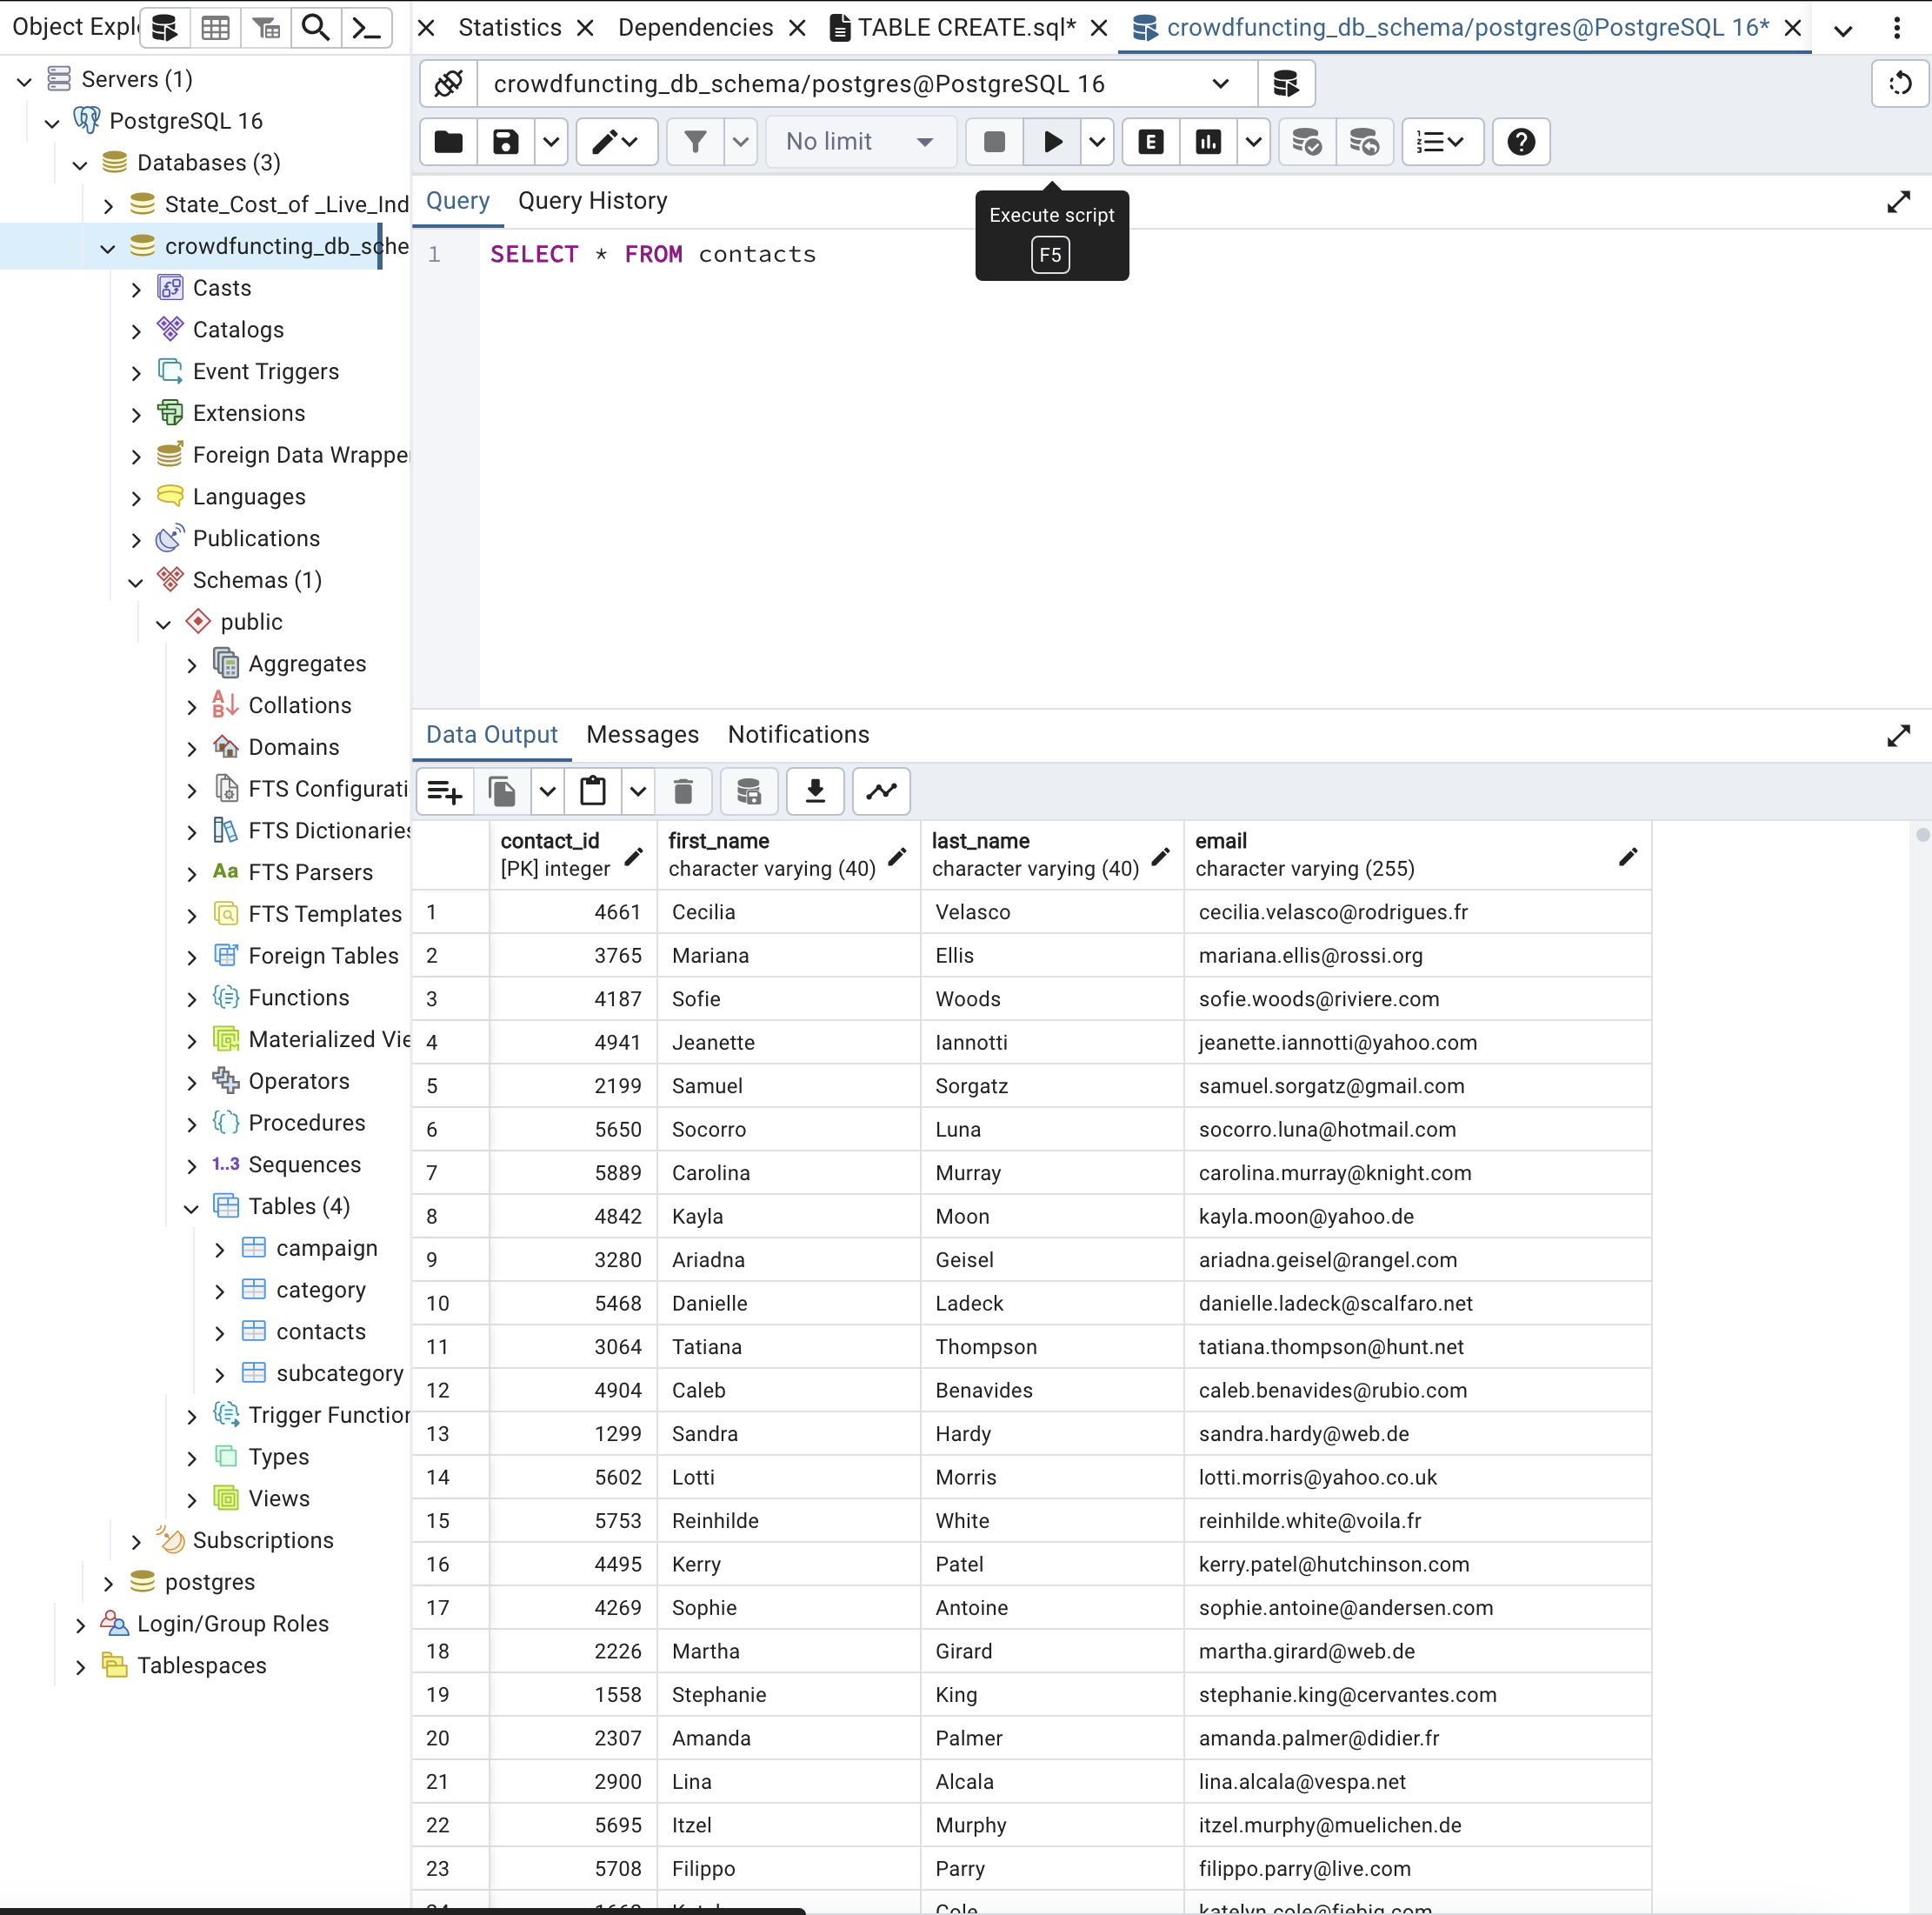 Object Expl
Statistics
Dependencies
TABLE CREATE.sql*
crowdfuncting_db_schema/postgres@PostgreSQL 16*
Servers (1)
PostgreSQL 16
Databases (3)
State_Cost_of _Live_Ind
crowdfuncting_db_sche
Casts
Catalogs
Event Triggers
Extensions
Foreign Data Wrapper
Languages
Publications
Schemas (1)
public
Aggregates
Collations
Domains
FTS Configurati
FTS Dictionaries
Aa FTS Parsers
FTS Templates
Foreign Tables
Functions
Materialized Vie
Operators
Procedures
1..3 Sequences
Tables (4)
campaign
category
contacts
subcategory
Trigger Function
Types
Views
Subscriptions
postgres
Login/Group Roles
Tablespaces
crowdfuncting_db_schema/postgres@PostgreSQL 16
No limit
E
Query
Query History
Execute script
F5
1 SELECT * FROM contacts
Data Output
Messages
Notifications
contact_id first_name last_name email
[PK] integer character varying (40) character varying (40) character varying (255)
1 4661 Cecilia Velasco cecilia.velasco@rodrigues.fr
2 3765 Mariana Ellis mariana.ellis@rossi.org
3 4187 Sofie Woods sofie.woods@riviere.com
4 4941 Jeanette Iannotti jeanette.iannotti@yahoo.com
5 2199 Samuel Sorgatz samuel.sorgatz@gmail.com
6 5650 Socorro Luna socorro.luna@hotmail.com
7 5889 Carolina Murray carolina.murray@knight.com
8 4842 Kayla Moon kayla.moon@yahoo.de
9 3280 Ariadna Geisel ariadna.geisel@rangel.com
10 5468 Danielle Ladeck danielle.ladeck@scalfaro.net
11 3064 Tatiana Thompson tatiana.thompson@hunt.net
12 4904 Caleb Benavides caleb.benavides@rubio.com
13 1299 Sandra Hardy sandra.hardy@web.de
14 5602 Lotti Morris lotti.morris@yahoo.co.uk
15 5753 Reinhilde White reinhilde.white@voila.fr
16 4495 Kerry Patel kerry.patel@hutchinson.com
17 4269 Sophie Antoine sophie.antoine@andersen.com
18 2226 Martha Girard martha.girard@web.de
19 1558 Stephanie King stephanie.king@cervantes.com
20 2307 Amanda Palmer amanda.palmer@didier.fr
21 2900 Lina Alcala lina.alcala@vespa.net
22 5695 Itzel Murphy itzel.murphy@muelichen.de
23 5708 Filippo Parry filippo.parry@live.com
Cole katelyn.cole@fiebig.com